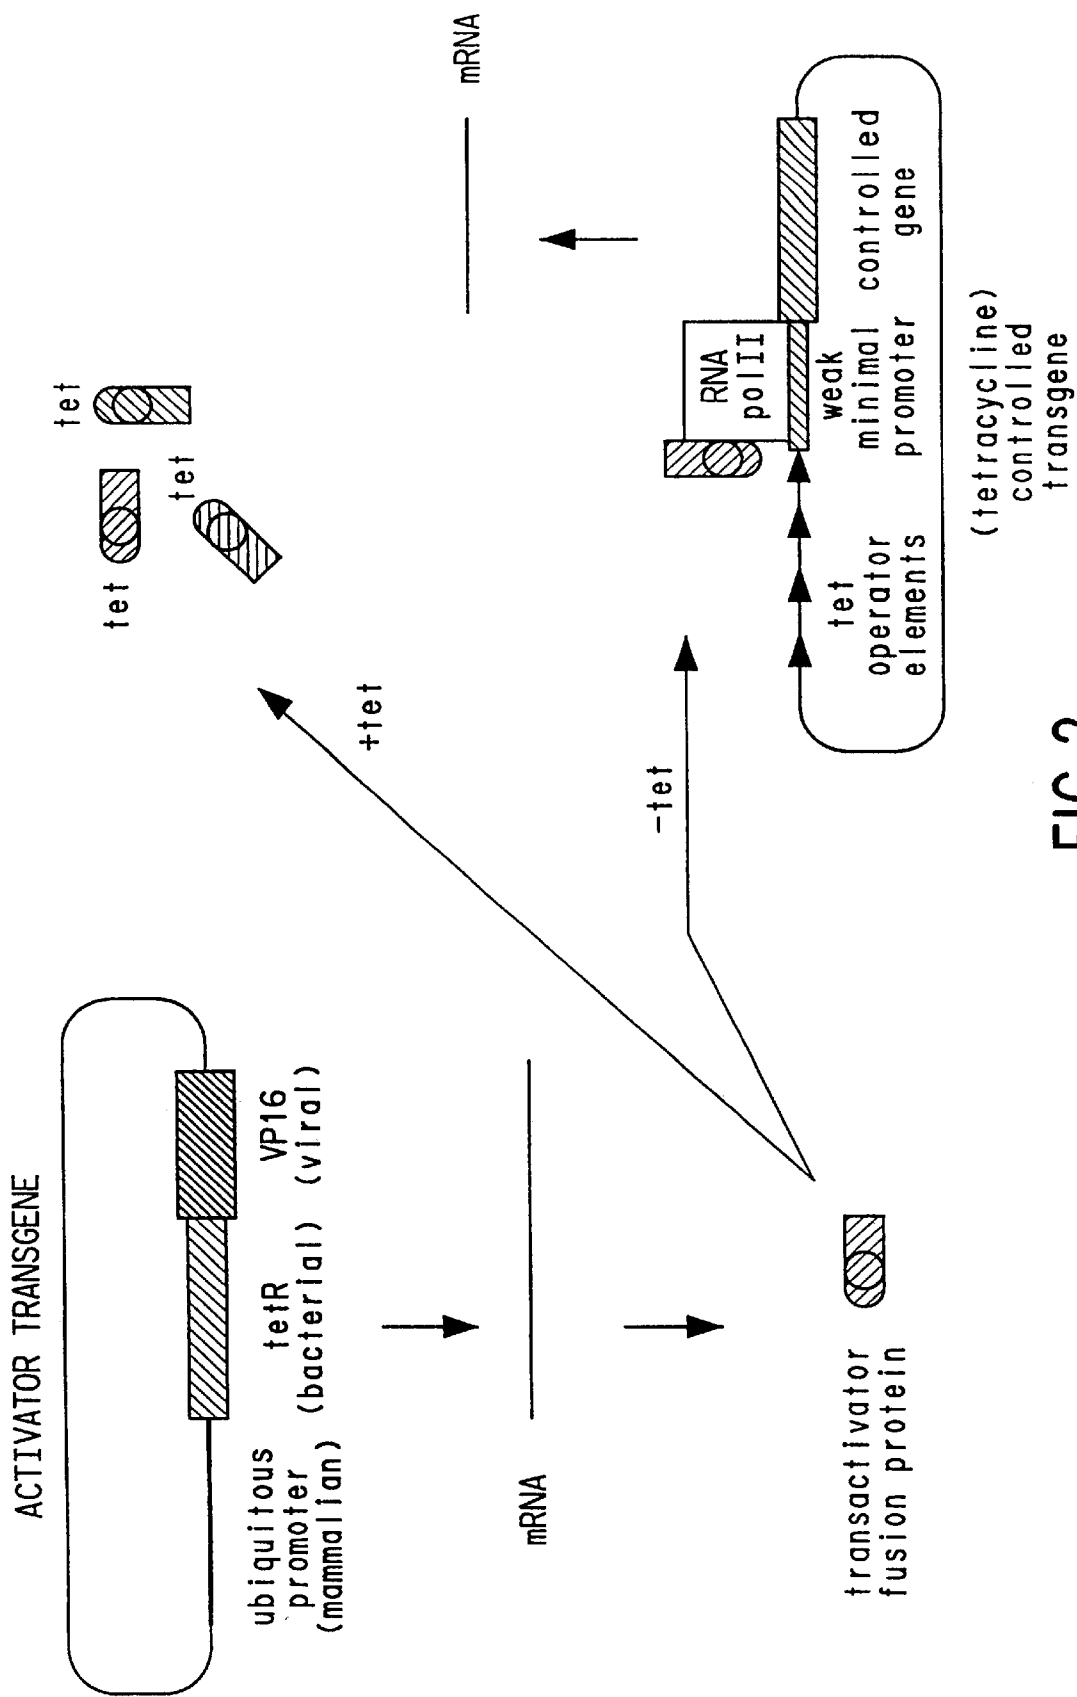 ACTIVATOR TRANSGENE
ubiquitous
promoter
(mammalian)
tetR
(bacterial)
VP16
(viral)
mRNA
transactivator
fusion protein
+tet
-tet
tet
tet
tet
mRNA
RNA
polII
tet
operator
elements
weak
minimal
promoter
controlled
gene
(tetracycline)
controlled
transgene